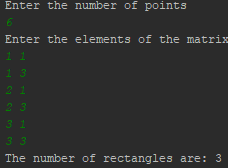 Enter the number of points
6
Enter the elements of the matrix
1 1
1 3
2 1
2 3
3 1
3 3
The number of rectangles are: 3